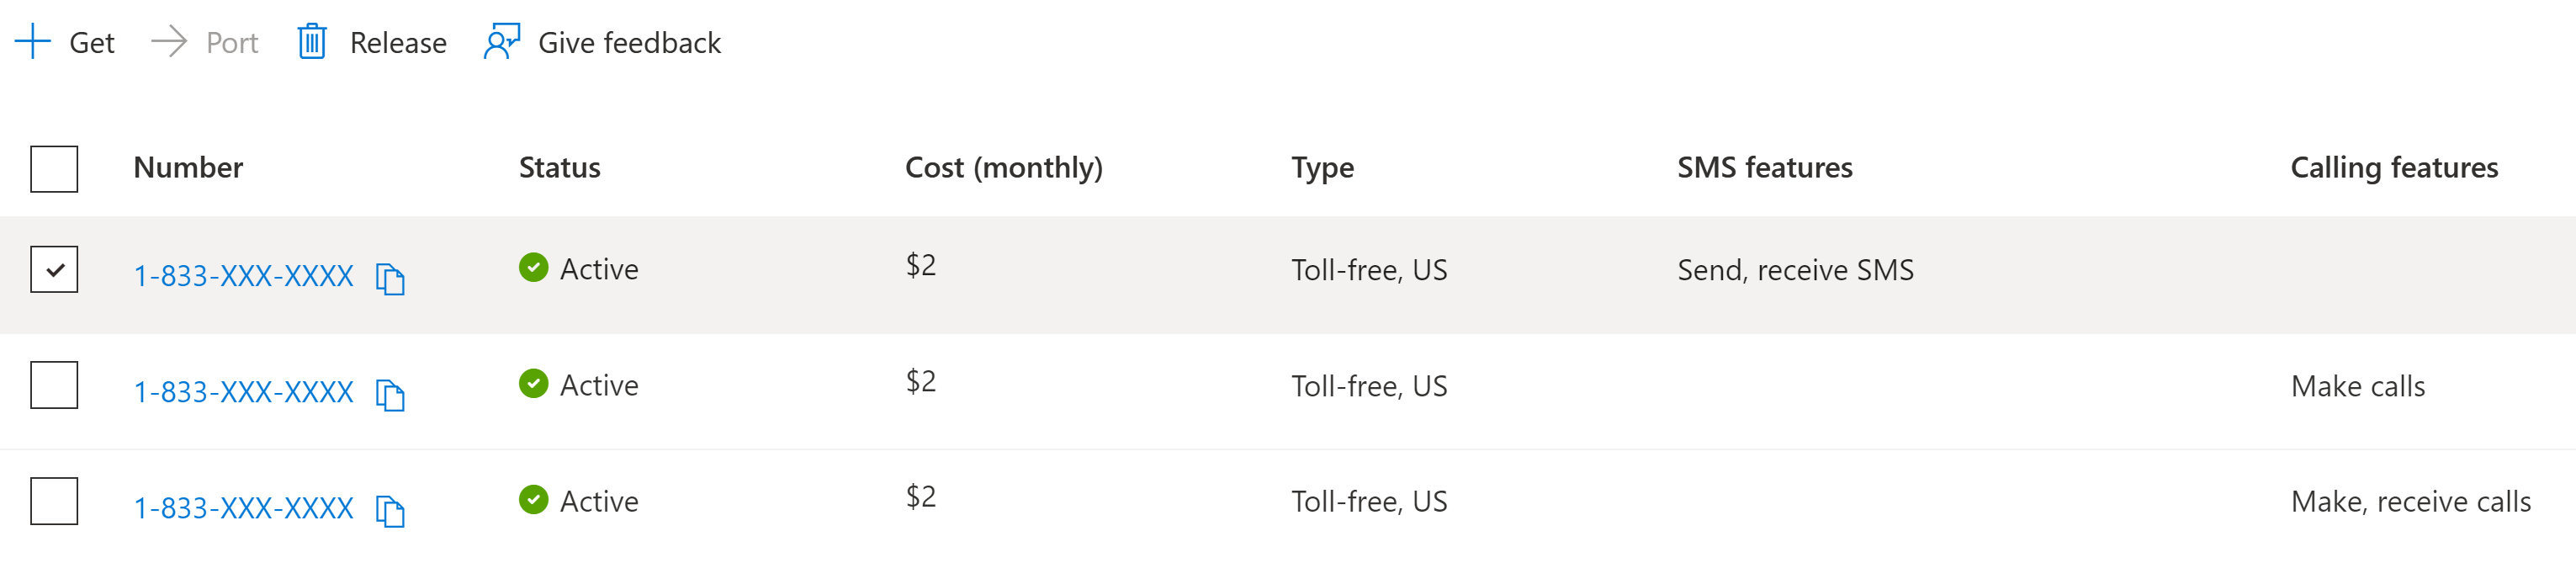 Get Port Release Give feedback
Number Status Cost (monthly) Type SMS features Calling features
1-833-XXX-XXXX Active $2 Toll-free, US Send, receive SMS
1-833-XXX-XXXX Active $2 Toll-free, US Make calls
1-833-XXX-XXXX Active $2 Toll-free, US Make, receive calls